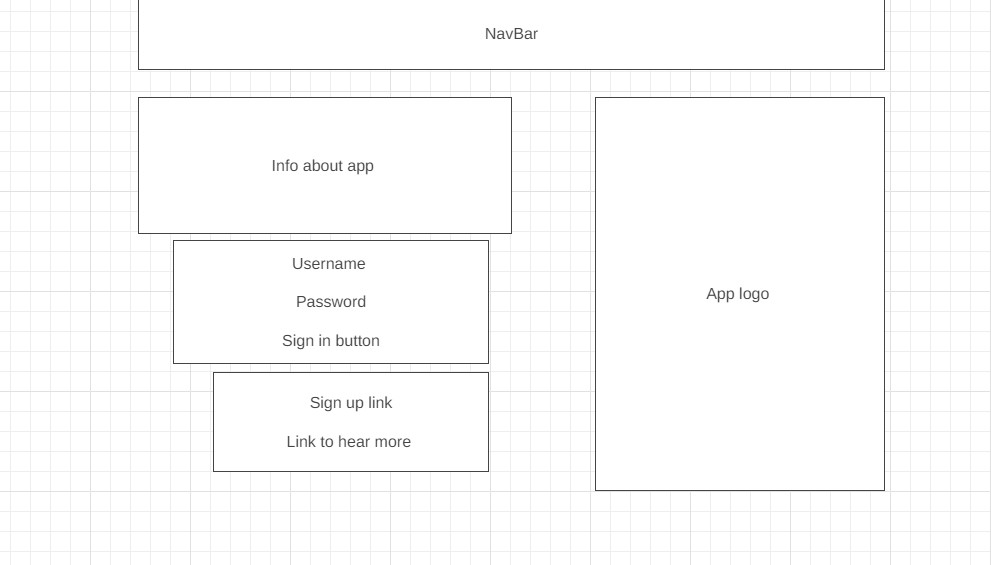 NavBar
Info about app
Username
Password
Sign in button
Sign up link
Link to hear more
App logo